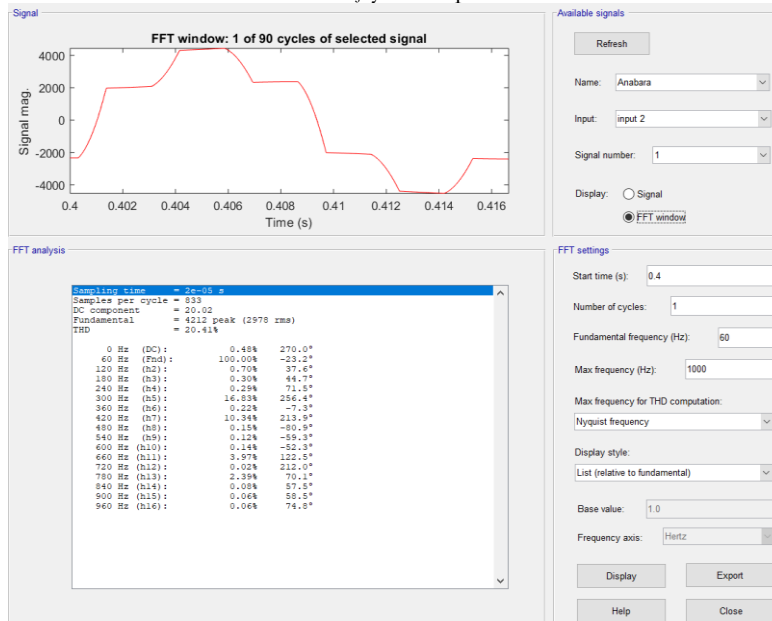 Signal
FFT window: 1 of 90 cycles of selected signal
4000
2000
0
-2000
-4000
Signal mag.
0.4 0.402 0.404 0.406 0.408 0.41 0.412 0.414 0.416
Time (s)
Available signals
Refresh
Name: Anabara
Input: input 2
Signal number: 1
Display: Signal
FFT window
FFT analysis
Sampling time = 2e-05 s
Samples per cycle = 833
DC component = 20.02
Fundamental = 4212 peak (2978 rms)
THD = 20.41%
0 Hz (DC): 0.48% 270.0°
60 Hz (Fnd): 100.00% -23.2°
120 Hz (h2): 0.70% 37.6°
180 Hz (h3): 0.30% 44.7°
240 Hz (h4): 0.29% 71.5°
300 Hz (h5): 16.83% 256.4°
360 Hz (h6): 0.22% -7.3°
420 Hz (h7): 10.34% 213.9°
480 Hz (h8): 0.15% -80.9°
540 Hz (h9): 0.12% -59.3°
600 Hz (h10): 0.14% -52.3°
660 Hz (h11): 3.97% 122.5°
720 Hz (h12): 0.02% 212.0°
780 Hz (h13): 2.39% 70.1°
840 Hz (h14): 0.08% 57.5°
900 Hz (h15): 0.06% 58.5°
960 Hz (h16): 0.06% 74.8°
FFT settings
Start time (s): 0.4
Number of cycles: 1
Fundamental frequency (Hz): 60
Max frequency (Hz): 1000
Max frequency for THD computation:
Nyquist frequency
Display style:
List (relative to fundamental)
Base value: 1.0
Frequency axis: Hertz
Display Export
Help Close